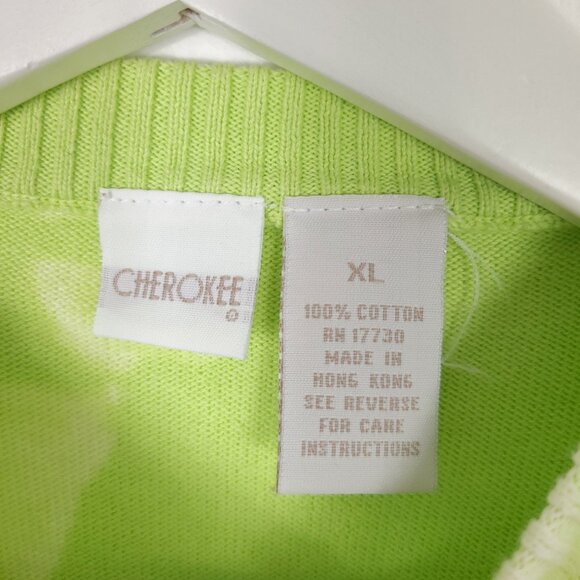 CHEROKEE
®
XL
100% COTTON
RN 17730
MADE IN
HONG KONG
SEE REVERSE
FOR CARE
INSTRUCTIONS